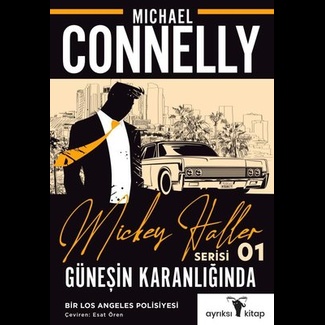 MICHAEL
CONNELLY
Mickey Haller
SERİSİ 01
GÜNEŞİN KARANLIĞINDA
BİR LOS ANGELES POLİSİYESİ
Çeviren: Esat Ören
ayrıksı kitap